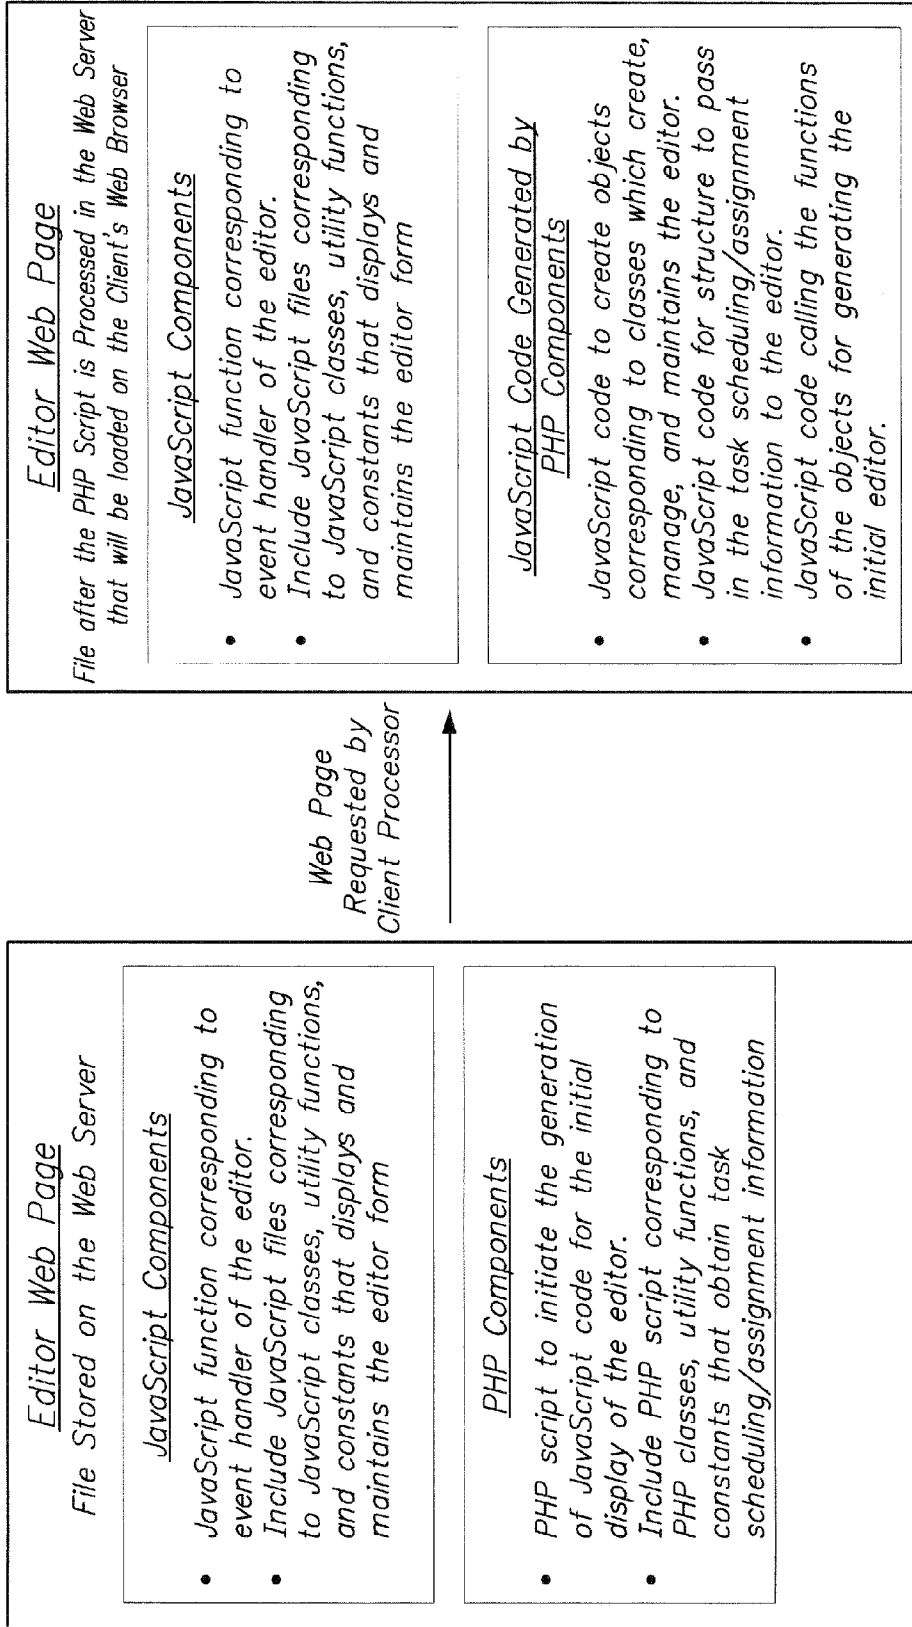 Editor Web Page
File Stored on the Web Server
JavaScript Components
• JavaScript function corresponding to
event handler of the editor.
• Include JavaScript files corresponding
to JavaScript classes, utility functions,
and constants that displays and
maintains the editor form
PHP Components
• PHP script to initiate the generation
of JavaScript code for the initial
display of the editor.
• Include PHP script corresponding to
PHP classes, utility functions, and
constants that obtain task
scheduling/assignment information
Web Page
Requested by
Client Processor
Editor Web Page
File after the PHP Script is Processed in the Web Server
that will be loaded on the Client's Web Browser
JavaScript Components
• JavaScript function corresponding to
event handler of the editor.
• Include JavaScript files corresponding
to JavaScript classes, utility functions,
and constants that displays and
maintains the editor form
JavaScript Code Generated by
PHP Components
• JavaScript code to create objects
corresponding to classes which create,
manage, and maintains the editor.
JavaScript code for structure to pass
in the task scheduling/assignment
information to the editor.
• JavaScript code calling the functions
of the objects for generating the
initial editor.